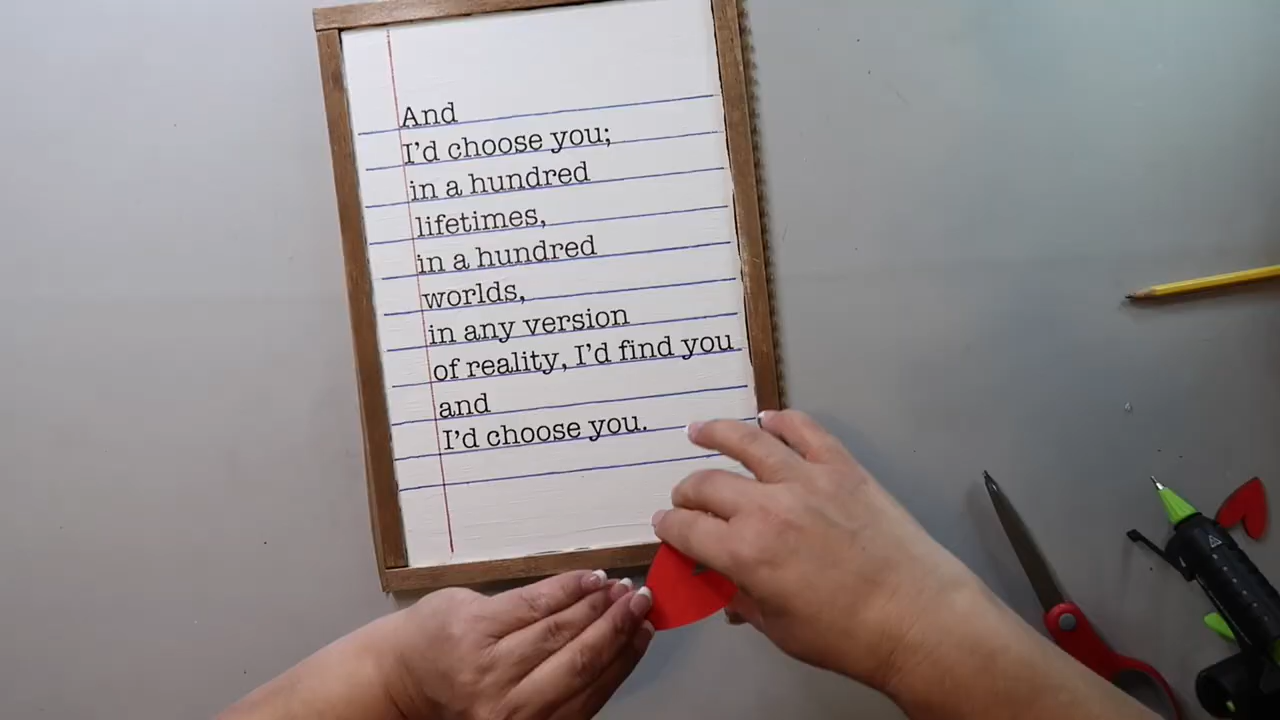 And
I'd choose you;
in a hundred
lifetimes,
in a hundred
worlds,
in any version
of reality, I'd find you
and
I'd choose you.